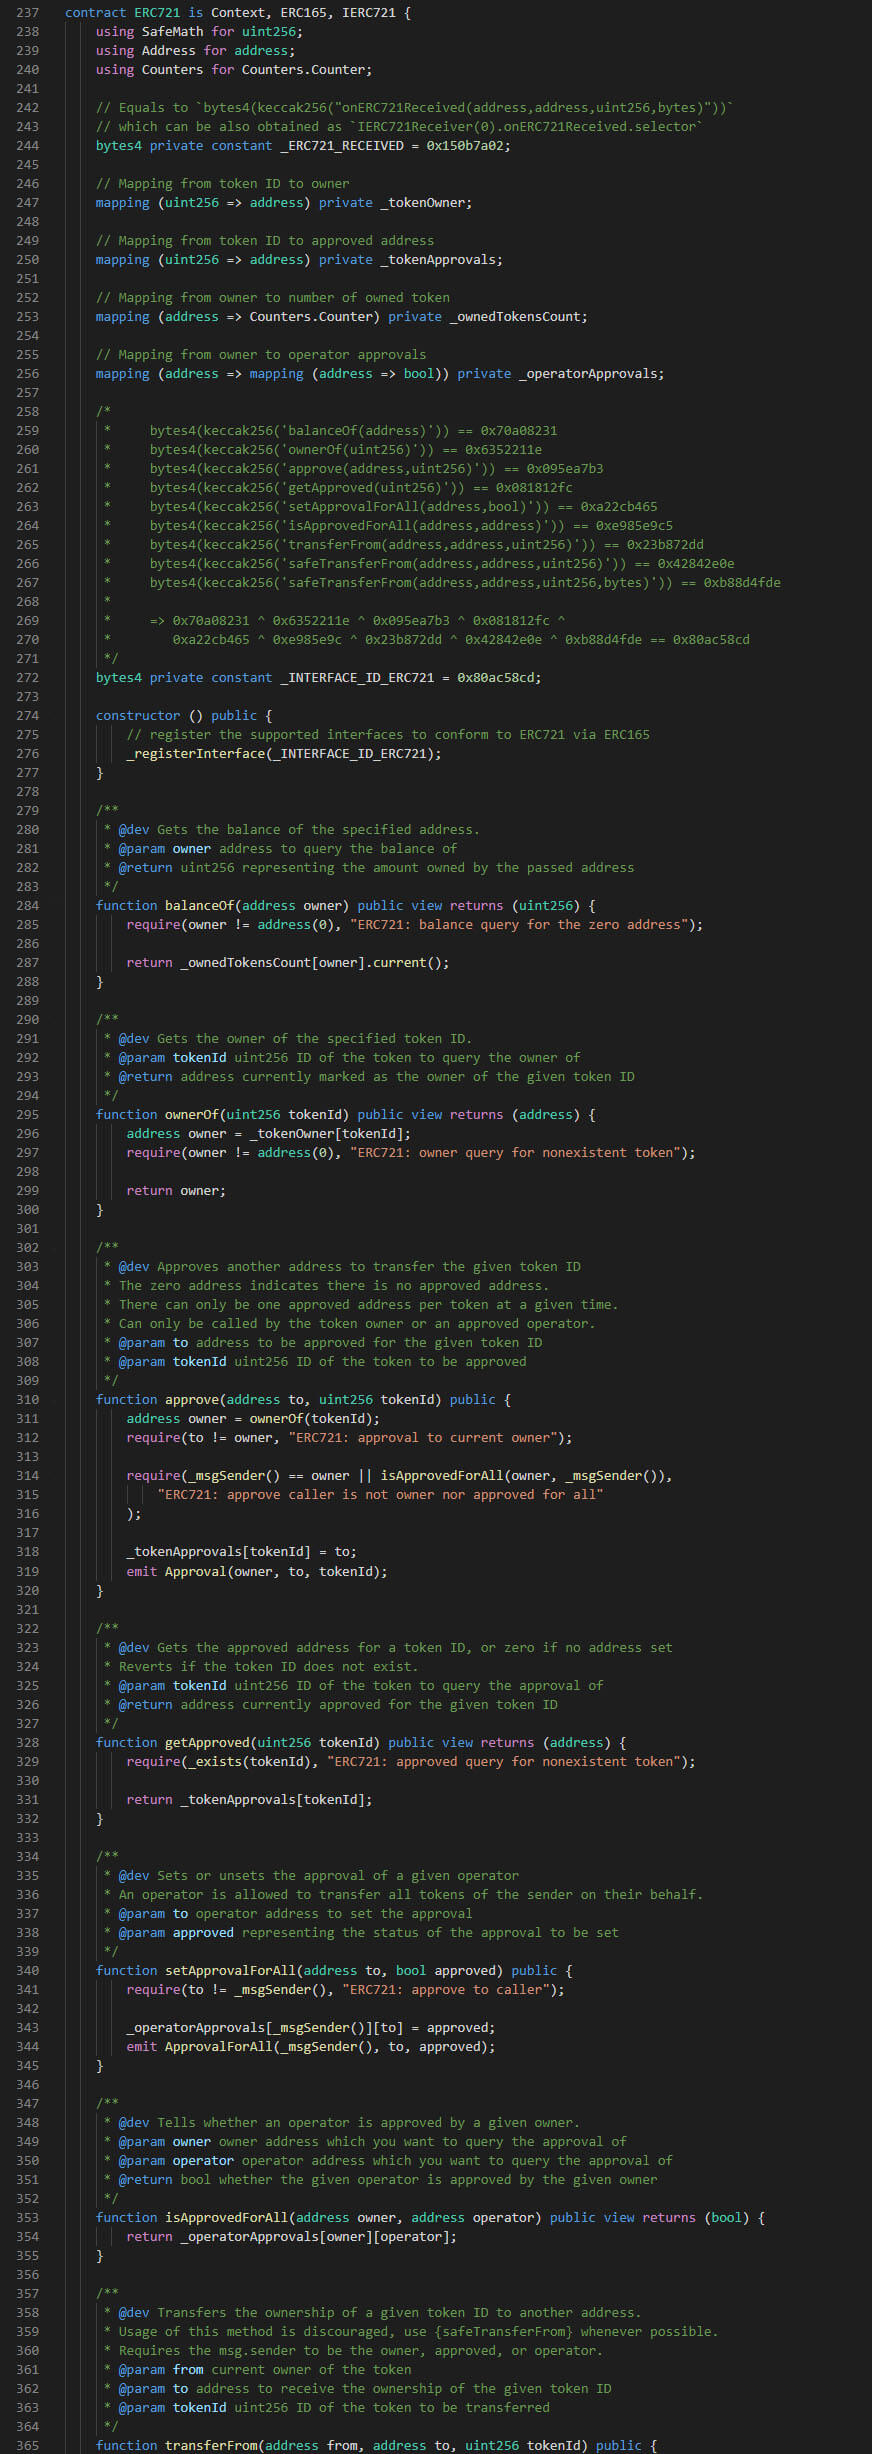 237 contract ERC721 is Context, ERC165, IERC721 {
238 using SafeMath for uint256;
239 using Address for address;
240 using Counters for Counters.Counter;
241
242 // Equals to `bytes4(keccak256("onERC721Received(address,address,uint256,bytes)"))`
243 // which can be also obtained as `IERC721Receiver(0).onERC721Received.selector`
244 bytes4 private constant _ERC721_RECEIVED = 0x150b7a02;
245
246 // Mapping from token ID to owner
247 mapping (uint256 => address) private _tokenOwner;
248
249 // Mapping from token ID to approved address
250 mapping (uint256 => address) private _tokenApprovals;
251
252 // Mapping from owner to number of owned token
253 mapping (address => Counters.Counter) private _ownedTokensCount;
254
255 // Mapping from owner to operator approvals
256 mapping (address => mapping (address => bool)) private _operatorApprovals;
257
258 /*
259 * bytes4(keccak256('balanceOf(address)')) == 0x70a08231
260 * bytes4(keccak256('ownerOf(uint256)')) == 0x6352211e
261 * bytes4(keccak256('approve(address,uint256)')) == 0x095ea7b3
262 * bytes4(keccak256('getApproved(uint256)')) == 0x081812fc
263 * bytes4(keccak256('setApprovalForAll(address,bool)')) == 0xa22cb465
264 * bytes4(keccak256('isApprovedForAll(address,address)')) == 0xe985e9c5
265 * bytes4(keccak256('transferFrom(address,address,uint256)')) == 0x23b872dd
266 * bytes4(keccak256('safeTransferFrom(address,address,uint256)')) == 0x42842e0e
267 * bytes4(keccak256('safeTransferFrom(address,address,uint256,bytes)')) == 0xb88d4fde
268 *
269 * => 0x70a08231 ^ 0x6352211e ^ 0x095ea7b3 ^ 0x081812fc ^
270 * 0xa22cb465 ^ 0xe985e9c ^ 0x23b872dd ^ 0x42842e0e ^ 0xb88d4fde == 0x80ac58cd
271 */
272 bytes4 private constant _INTERFACE_ID_ERC721 = 0x80ac58cd;
273
274 constructor () public {
275 // register the supported interfaces to conform to ERC721 via ERC165
276 _registerInterface(_INTERFACE_ID_ERC721);
277 }
278
279 /**
280 * @dev Gets the balance of the specified address.
281 * @param owner address to query the balance of
282 * @return uint256 representing the amount owned by the passed address
283 */
284 function balanceOf(address owner) public view returns (uint256) {
285 require(owner != address(0), "ERC721: balance query for the zero address");
286
287 return _ownedTokensCount[owner].current();
288 }
289
290 /**
291 * @dev Gets the owner of the specified token ID.
292 * @param tokenId uint256 ID of the token to query the owner of
293 * @return address currently marked as the owner of the given token ID
294 */
295 function ownerOf(uint256 tokenId) public view returns (address) {
296 address owner = _tokenOwner[tokenId];
297 require(owner != address(0), "ERC721: owner query for nonexistent token");
298
299 return owner;
300 }
301
302 /**
303 * @dev Approves another address to transfer the given token ID
304 * The zero address indicates there is no approved address.
305 * There can only be one approved address per token at a given time.
306 * Can only be called by the token owner or an approved operator.
307 * @param to address to be approved for the given token ID
308 * @param tokenId uint256 ID of the token to be approved
309 */
310 function approve(address to, uint256 tokenId) public {
311 address owner = ownerOf(tokenId);
312 require(to != owner, "ERC721: approval to current owner");
313
314 require(_msgSender() == owner || isApprovedForAll(owner, _msgSender()),
315 "ERC721: approve caller is not owner nor approved for all"
316 );
317
318 _tokenApprovals[tokenId] = to;
319 emit Approval(owner, to, tokenId);
320 }
321
322 /**
323 * @dev Gets the approved address for a token ID, or zero if no address set
324 * Reverts if the token ID does not exist.
325 * @param tokenId uint256 ID of the token to query the approval of
326 * @return address currently approved for the given token ID
327 */
328 function getApproved(uint256 tokenId) public view returns (address) {
329 require(_exists(tokenId), "ERC721: approved query for nonexistent token");
330
331 return _tokenApprovals[tokenId];
332 }
333
334 /**
335 * @dev Sets or unsets the approval of a given operator
336 * An operator is allowed to transfer all tokens of the sender on their behalf.
337 * @param to operator address to set the approval
338 * @param approved representing the status of the approval to be set
339 */
340 function setApprovalForAll(address to, bool approved) public {
341 require(to != _msgSender(), "ERC721: approve to caller");
342
343 _operatorApprovals[_msgSender()][to] = approved;
344 emit ApprovalForAll(_msgSender(), to, approved);
345 }
346
347 /**
348 * @dev Tells whether an operator is approved by a given owner.
349 * @param owner owner address which you want to query the approval of
350 * @param operator operator address which you want to query the approval of
351 * @return bool whether the given operator is approved by the given owner
352 */
353 function isApprovedForAll(address owner, address operator) public view returns (bool) {
354 return _operatorApprovals[owner][operator];
355 }
356
357 /**
358 * @dev Transfers the ownership of a given token ID to another address.
359 * Usage of this method is discouraged, use {safeTransferFrom} whenever possible.
360 * Requires the msg.sender to be the owner, approved, or operator.
361 * @param from current owner of the token
362 * @param to address to receive the ownership of the given token ID
363 * @param tokenId uint256 ID of the token to be transferred
364 */
365 function transferFrom(address from, address to, uint256 tokenId) public {